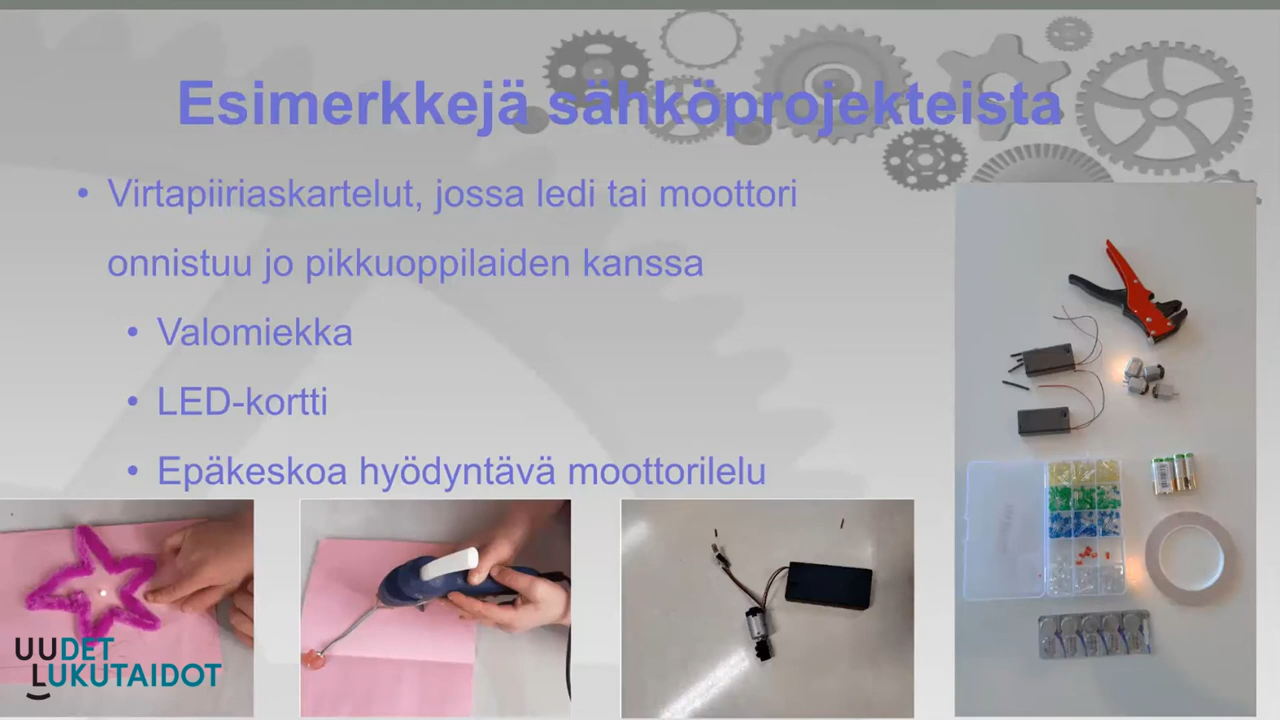 Esimerkkejä sähköprojekteista
• Virtapiiriaskartelut, jossa ledi tai moottori
onnistuu jo pikkuoppilaiden kanssa
• Valomiekka
• LED-kortti
• Epäkeskoa hyödyntävä moottorilelu
UUDET
LUKUTAIDOT